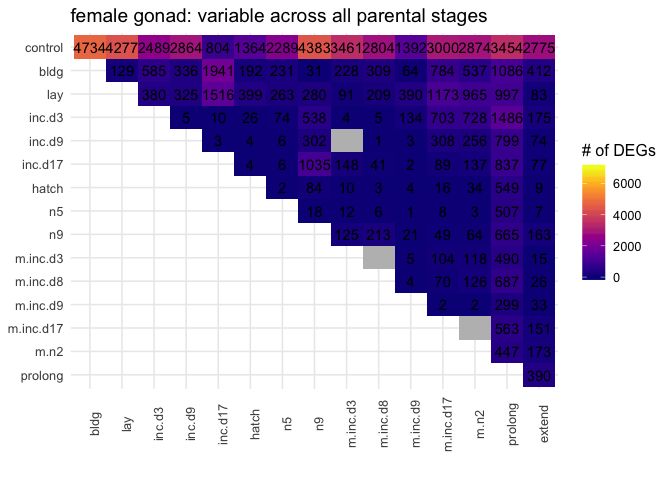 female gonad: variable across all parental stages
control 4734 4277 2489 2864 804 1364 2289 4383 3461 2804 1392 3000 2874 3454 2775
bldg 129 585 336 1941 192 231 31 228 309 64 784 537 1086 412
lay 380 325 1516 399 263 280 91 209 390 1173 965 997 83
inc.d3 5 10 26 74 538 4 5 134 703 728 1486 175
inc.d9 3 4 6 302 1 3 308 256 799 74
inc.d17 4 6 1035 148 41 2 89 137 837 77
hatch 2 84 10 3 4 16 34 549 9
n5 18 12 6 1 8 3 507 7
n9 125 213 21 49 64 665 163
m.inc.d3 5 104 118 490 15
m.inc.d8 4 70 126 687 26
m.inc.d9 2 2 299 33
m.inc.d17 563 151
m.n2 447 173
prolong 390
bldg lay inc.d3 inc.d9 inc.d17 hatch n5 n9 m.inc.d3 m.inc.d8 m.inc.d9 m.inc.d17 m.n2 prolong extend
# of DEGs
6000
4000
2000
0